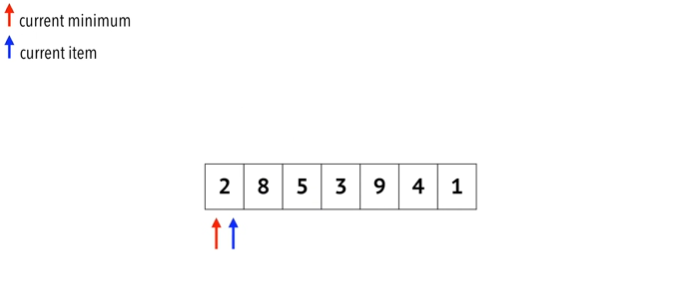 current minimum
current item
2 8 5 3 9 4 1